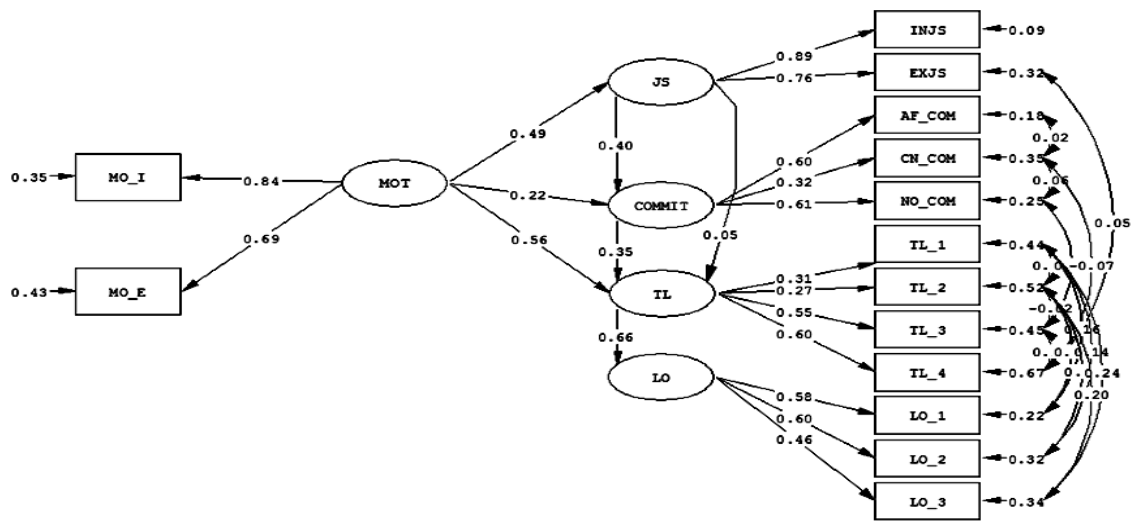 INJS 0.09
0.89
JS
0.76
EXJS 0.32
AF_COM 0.18
0.02
0.49
0.40
0.60
CN_COM 0.35
0.35 MO_I
0.84
MOT
0.32
0.06
0.22
COMMIT
0.61
NO_COM 0.25
0.05
0.69
0.56
0.35
0.05
TL_1 0.44
-0.07
0.43 MO_E
TL
0.31
0.27
TL_2 0.52
0.55
TL_3 0.45
0.66
0.60
LO
TL_4 0.67
0.24
0.20
0.58
LO_1 0.22
0.60
0.46
LO_2 0.32
LO_3 0.34